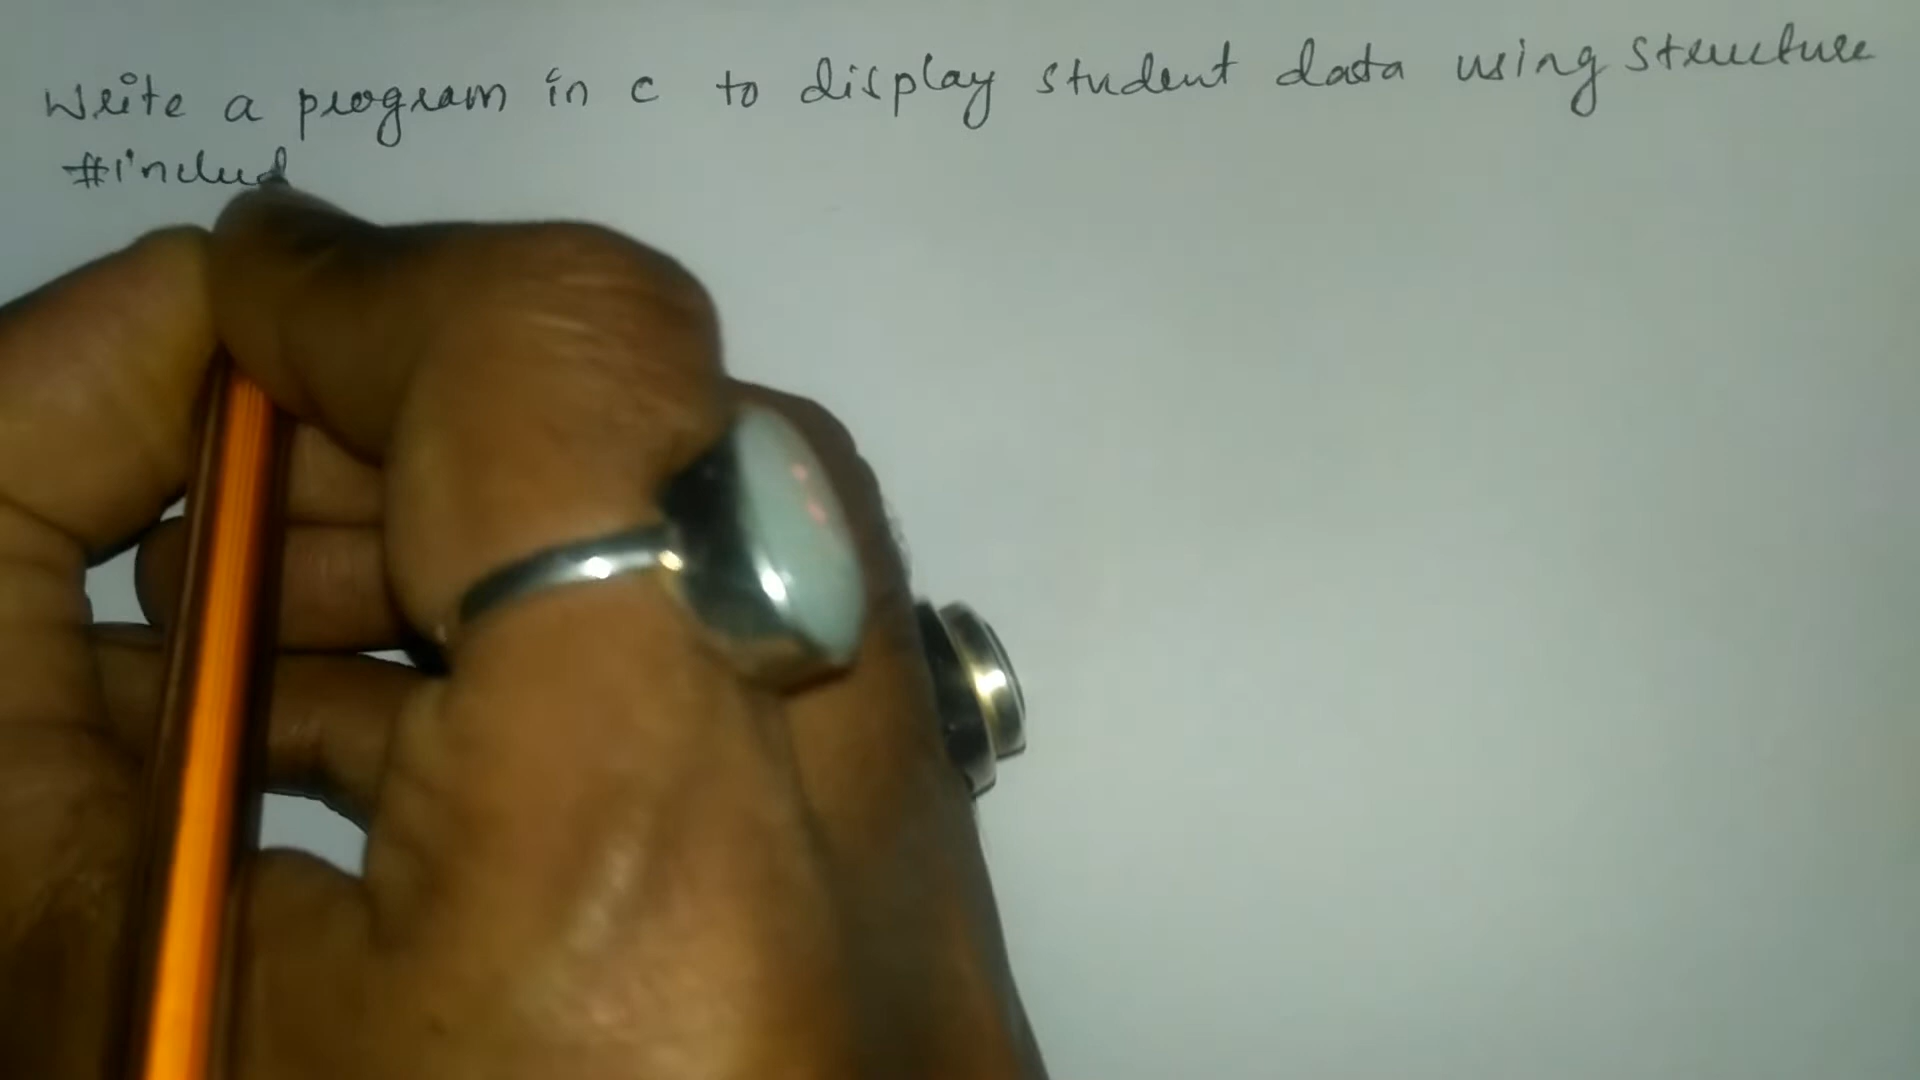 Write a program in c to display student data using structure
#includ